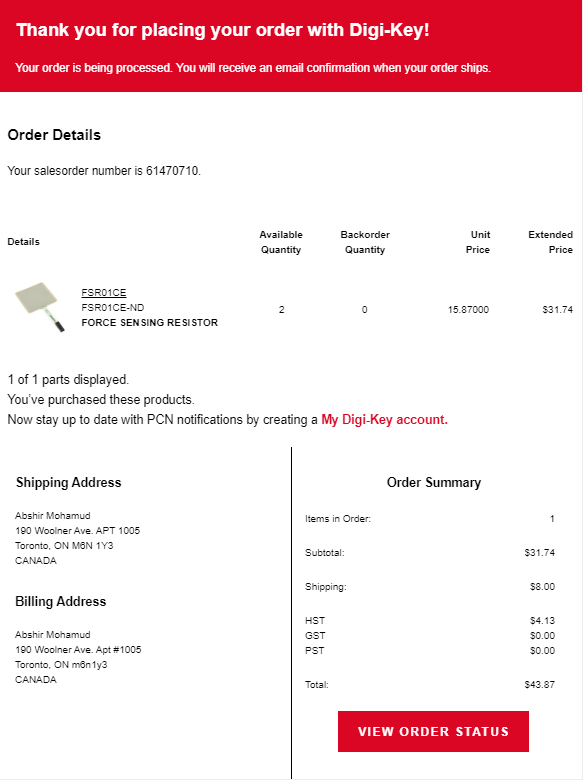 Thank you for placing your order with Digi-Key!
Your order is being processed. You will receive an email confirmation when your order ships.
Order Details
Your salesorder number is 61470710.
Details Available Quantity Backorder Quantity Unit Price Extended Price
FSR01CE
FSR01CE-ND 2 0 15.87000 $31.74
FORCE SENSING RESISTOR
1 of 1 parts displayed.
You've purchased these products.
Now stay up to date with PCN notifications by creating a My Digi-Key account.
Shipping Address
Abshir Mohamud
190 Woolner Ave. APT 1005
Toronto, ON M6N 1Y3
CANADA
Billing Address
Abshir Mohamud
190 Woolner Ave. Apt #1005
Toronto, ON m6n1y3
CANADA
Order Summary
Items in Order: 1
Subtotal: $31.74
Shipping: $8.00
HST $4.13
GST $0.00
PST $0.00
Total: $43.87
VIEW ORDER STATUS